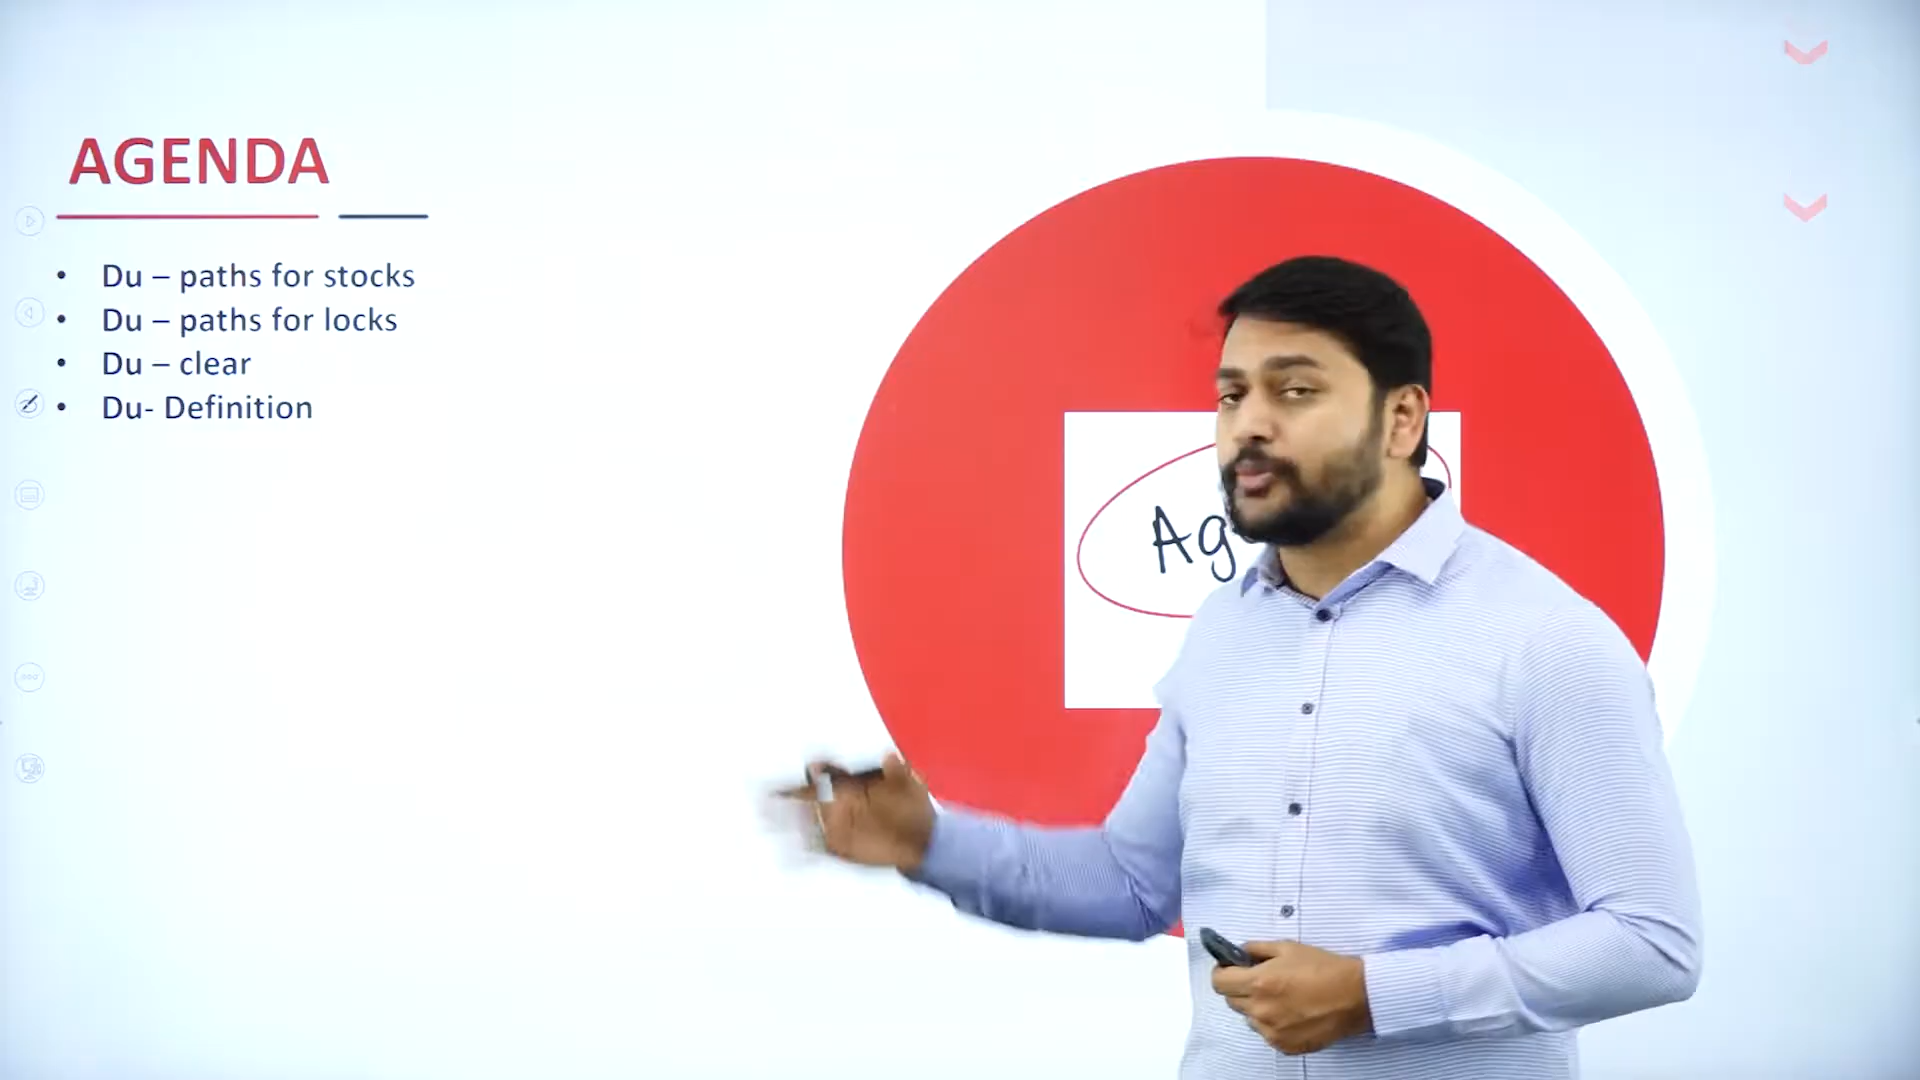 AGENDA
• Du – paths for stocks
• Du – paths for locks
• Du – clear
• Du- Definition
Ag